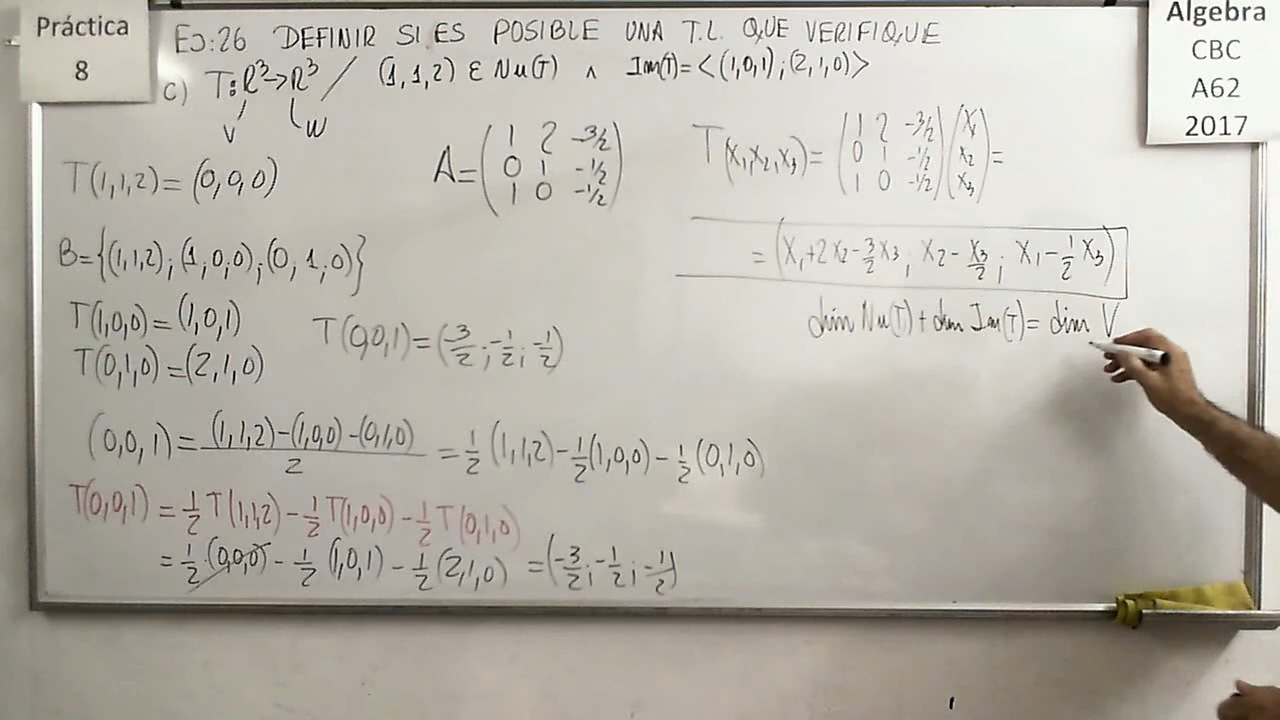 Práctica
8
Algebra
CBC
A62
2017
EJ:26 DEFINIR SI ES POSIBLE UNA T.L. QUE VERIFIQUE
c) T:R³→R³ / (1,1,2) ∈ Nu(T) ∧ Im(T)=<(1,0,1);(2,1,0)>
V W
T(1,1,2)=(0,0,0)
B={(1,1,2);(1,0,0);(0,1,0)}
T(1,0,0)=(1,0,1)
T(0,1,0)=(2,1,0)
T(0,0,1)=(-3/2;-1/2;-1/2)
(0,0,1)=((1,1,2)-(1,0,0)-(0,1,0))/2 = 1/2 (1,1,2)-1/2(1,0,0)-1/2(0,1,0)
T(0,0,1)=1/2 T(1,1,2)-1/2 T(1,0,0)-1/2 T(0,1,0)
=1/2·(0,0,0)-1/2 (1,0,1)-1/2(2,1,0) =(-3/2;-1/2;-1/2)
A=(1 2 -3/2
0 1 -1/2
1 0 -1/2)
T(x₁,x₂,x₃)=(1 2 -3/2
0 1 -1/2
1 0 -1/2)(x₁
x₂
x₃)=
=(x₁+2x₂-3/2x₃; x₂-x₃/2; x₁-1/2x₃)
dim Nu(T)+dim Im(T)=dim V